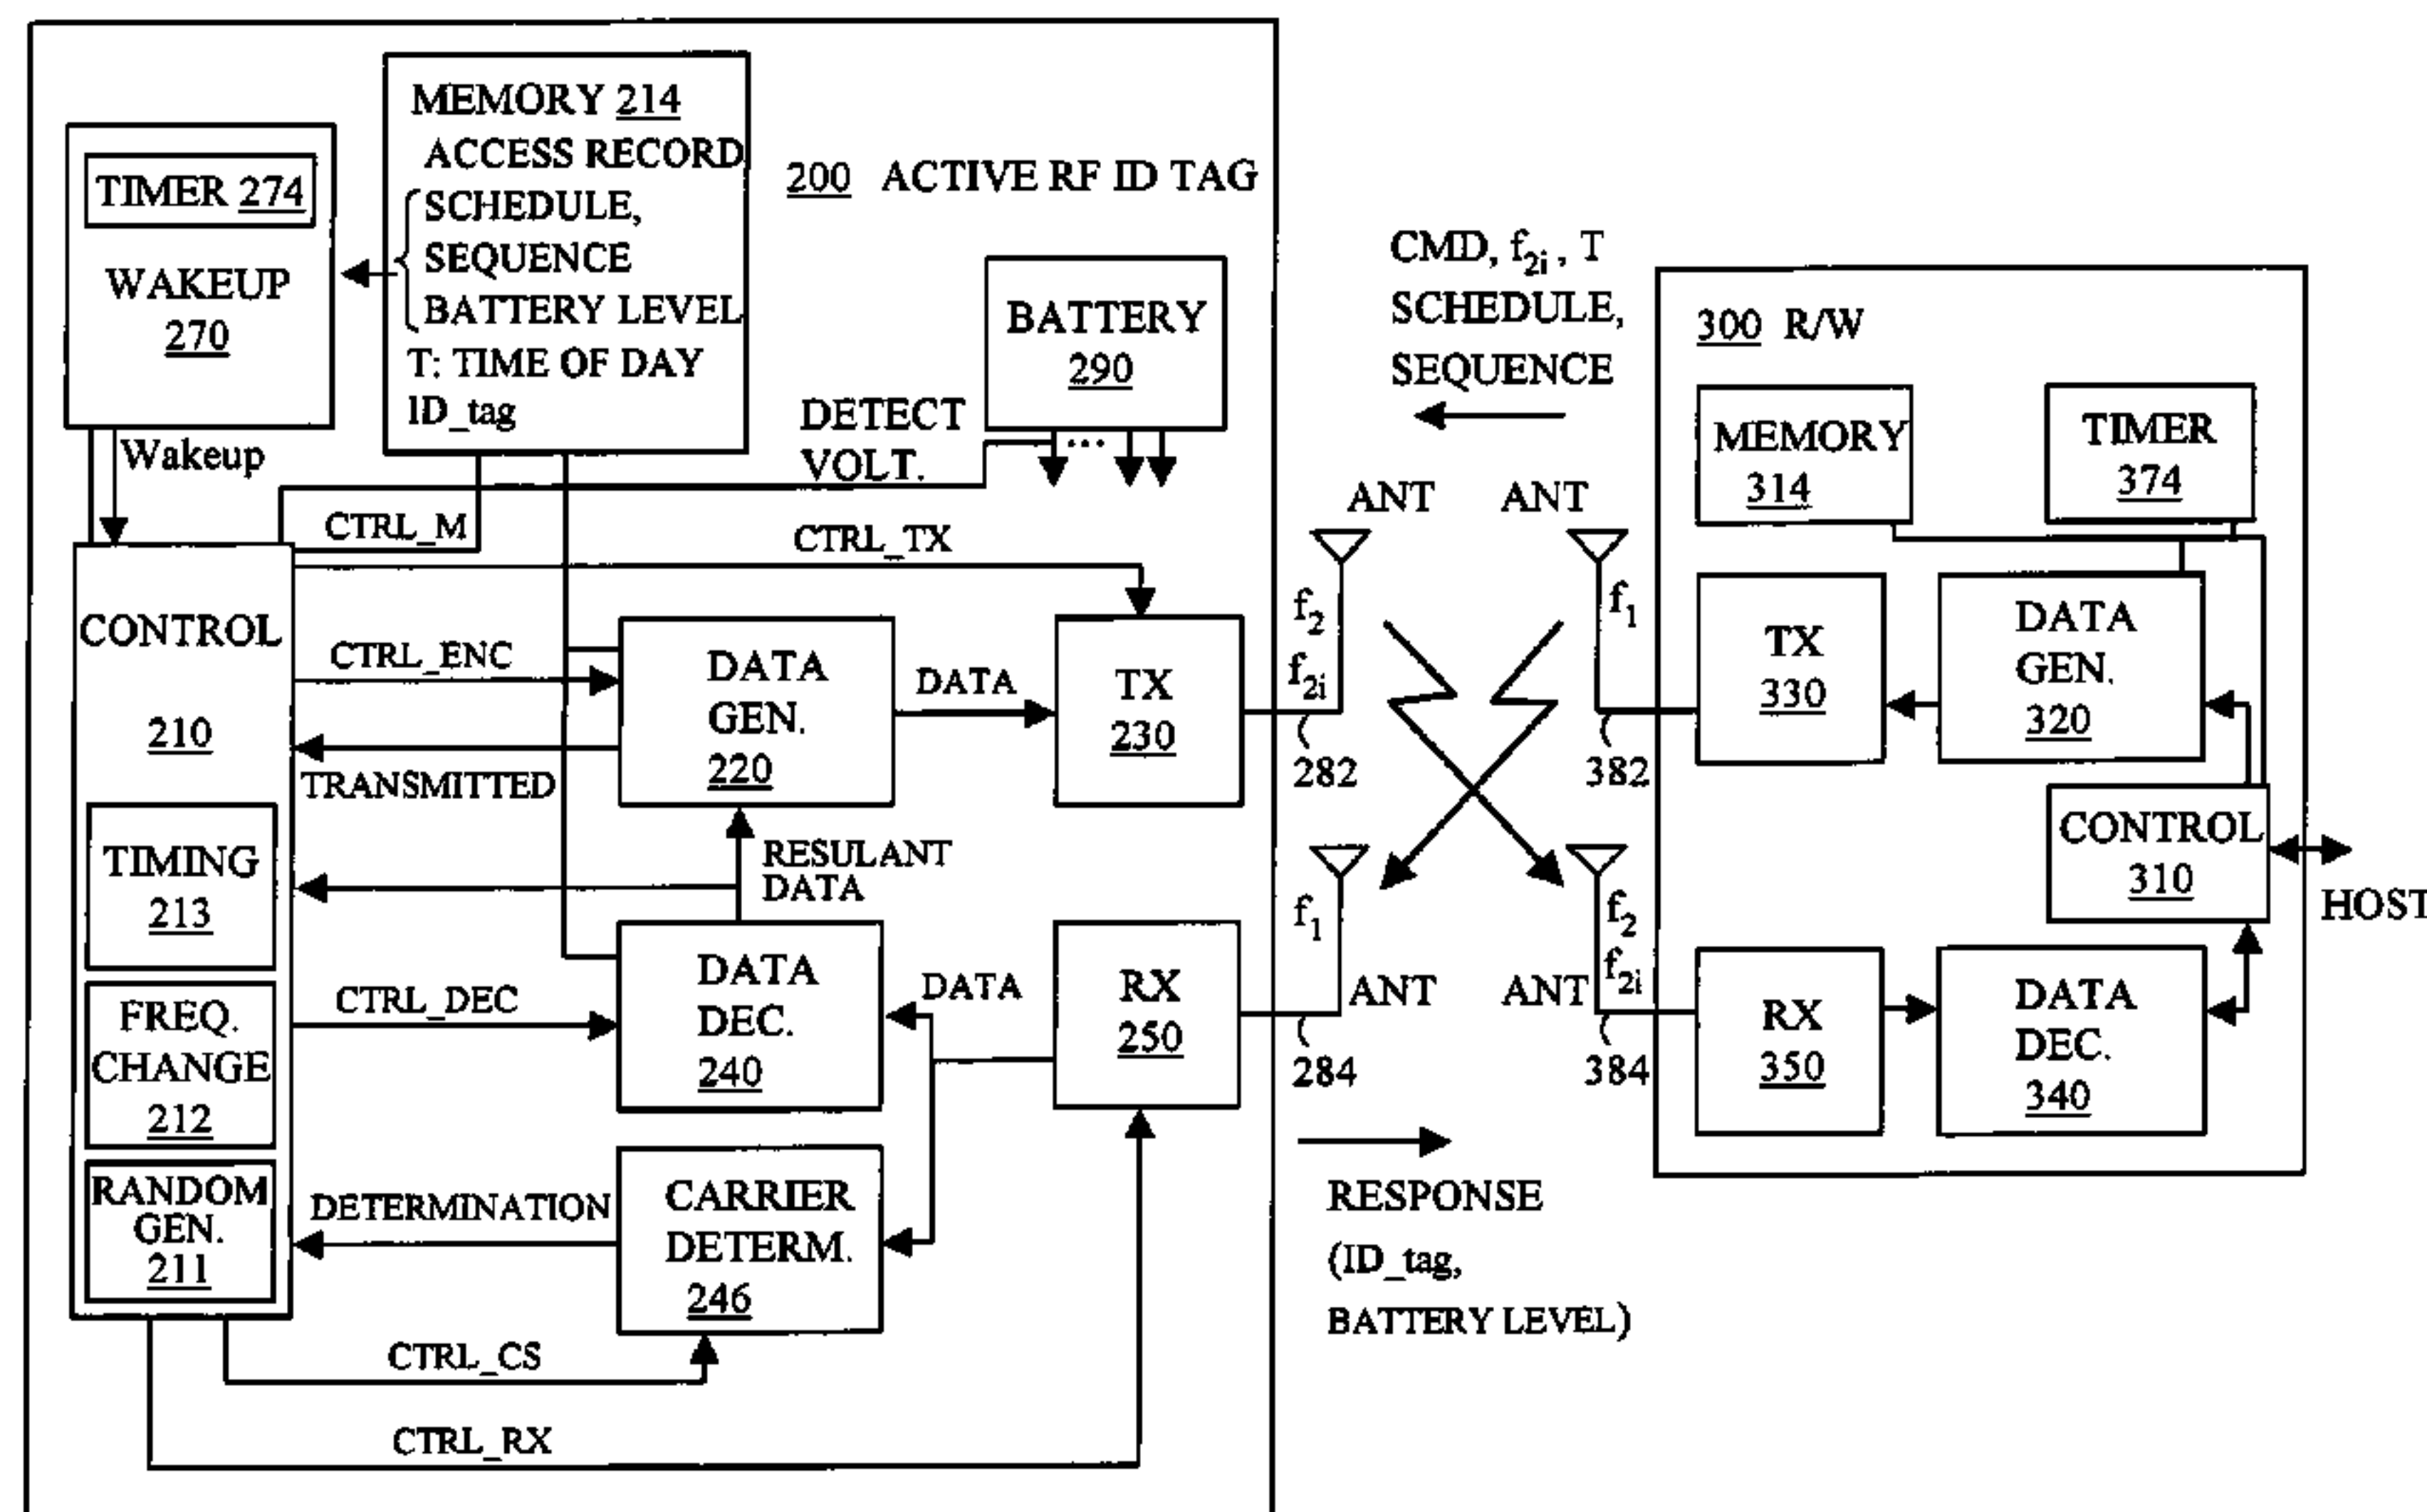 MEMORY 214
ACCESS RECORD
SCHEDULE,
SEQUENCE
BATTERY LEVEL
T: TIME OF DAY
ID_tag
TIMER 274
WAKEUP
270
Wakeup
200 ACTIVE RF ID TAG
BATTERY
290
DETECT
VOLT.
CTRL_M
CTRL_TX
CONTROL
210
CTRL_ENC
TRANSMITTED
DATA
GEN.
220
DATA
TX
230
TIMING
213
RESULANT
DATA
FREQ.
CHANGE
212
CTRL_DEC
DATA
DEC.
240
DATA
RX
250
RANDOM
GEN.
211
DETERMINATION
CARRIER
DETERM.
246
CTRL_CS
CTRL_RX
CMD, f2i , T
SCHEDULE,
SEQUENCE
ANT
ANT
f2
f2i
282
f1
382
f1
ANT
284
ANT
f2
f2i
384
RESPONSE
(ID_tag,
BATTERY LEVEL)
300 R/W
MEMORY
314
TIMER
374
TX
330
DATA
GEN.
320
CONTROL
310
HOST
RX
350
DATA
DEC.
340